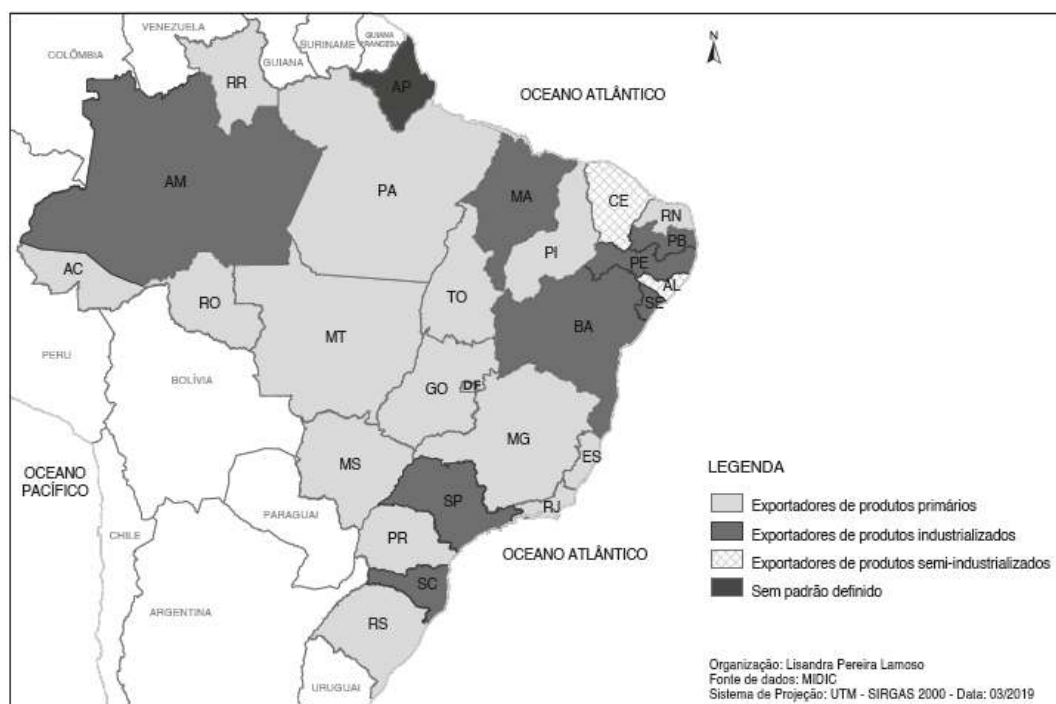 VENEZUELA
COLÔMBIA
SURINAME
GUIANA
FRANCESA
GUIANA
N
RR
AP
OCEANO ATLÂNTICO
AM
PA
MA
CE
RN
PB
PI
PE
AL
SE
AC
RO
TO
BA
MT
PERU
BOLÍVIA
GO
DF
MG
ES
MS
OCEANO
PACÍFICO
SP
RJ
PARAGUAI
CHILE
PR
OCEANO ATLÂNTICO
SC
ARGENTINA
RS
URUGUAI
LEGENDA
Exportadores de produtos primários
Exportadores de produtos industrializados
Exportadores de produtos semi-industrializados
Sem padrão definido
Organização: Lisandra Pereira Lamoso
Fonte de dados: MIDIC
Sistema de Projeção: UTM - SIRGAS 2000 - Data: 03/2019